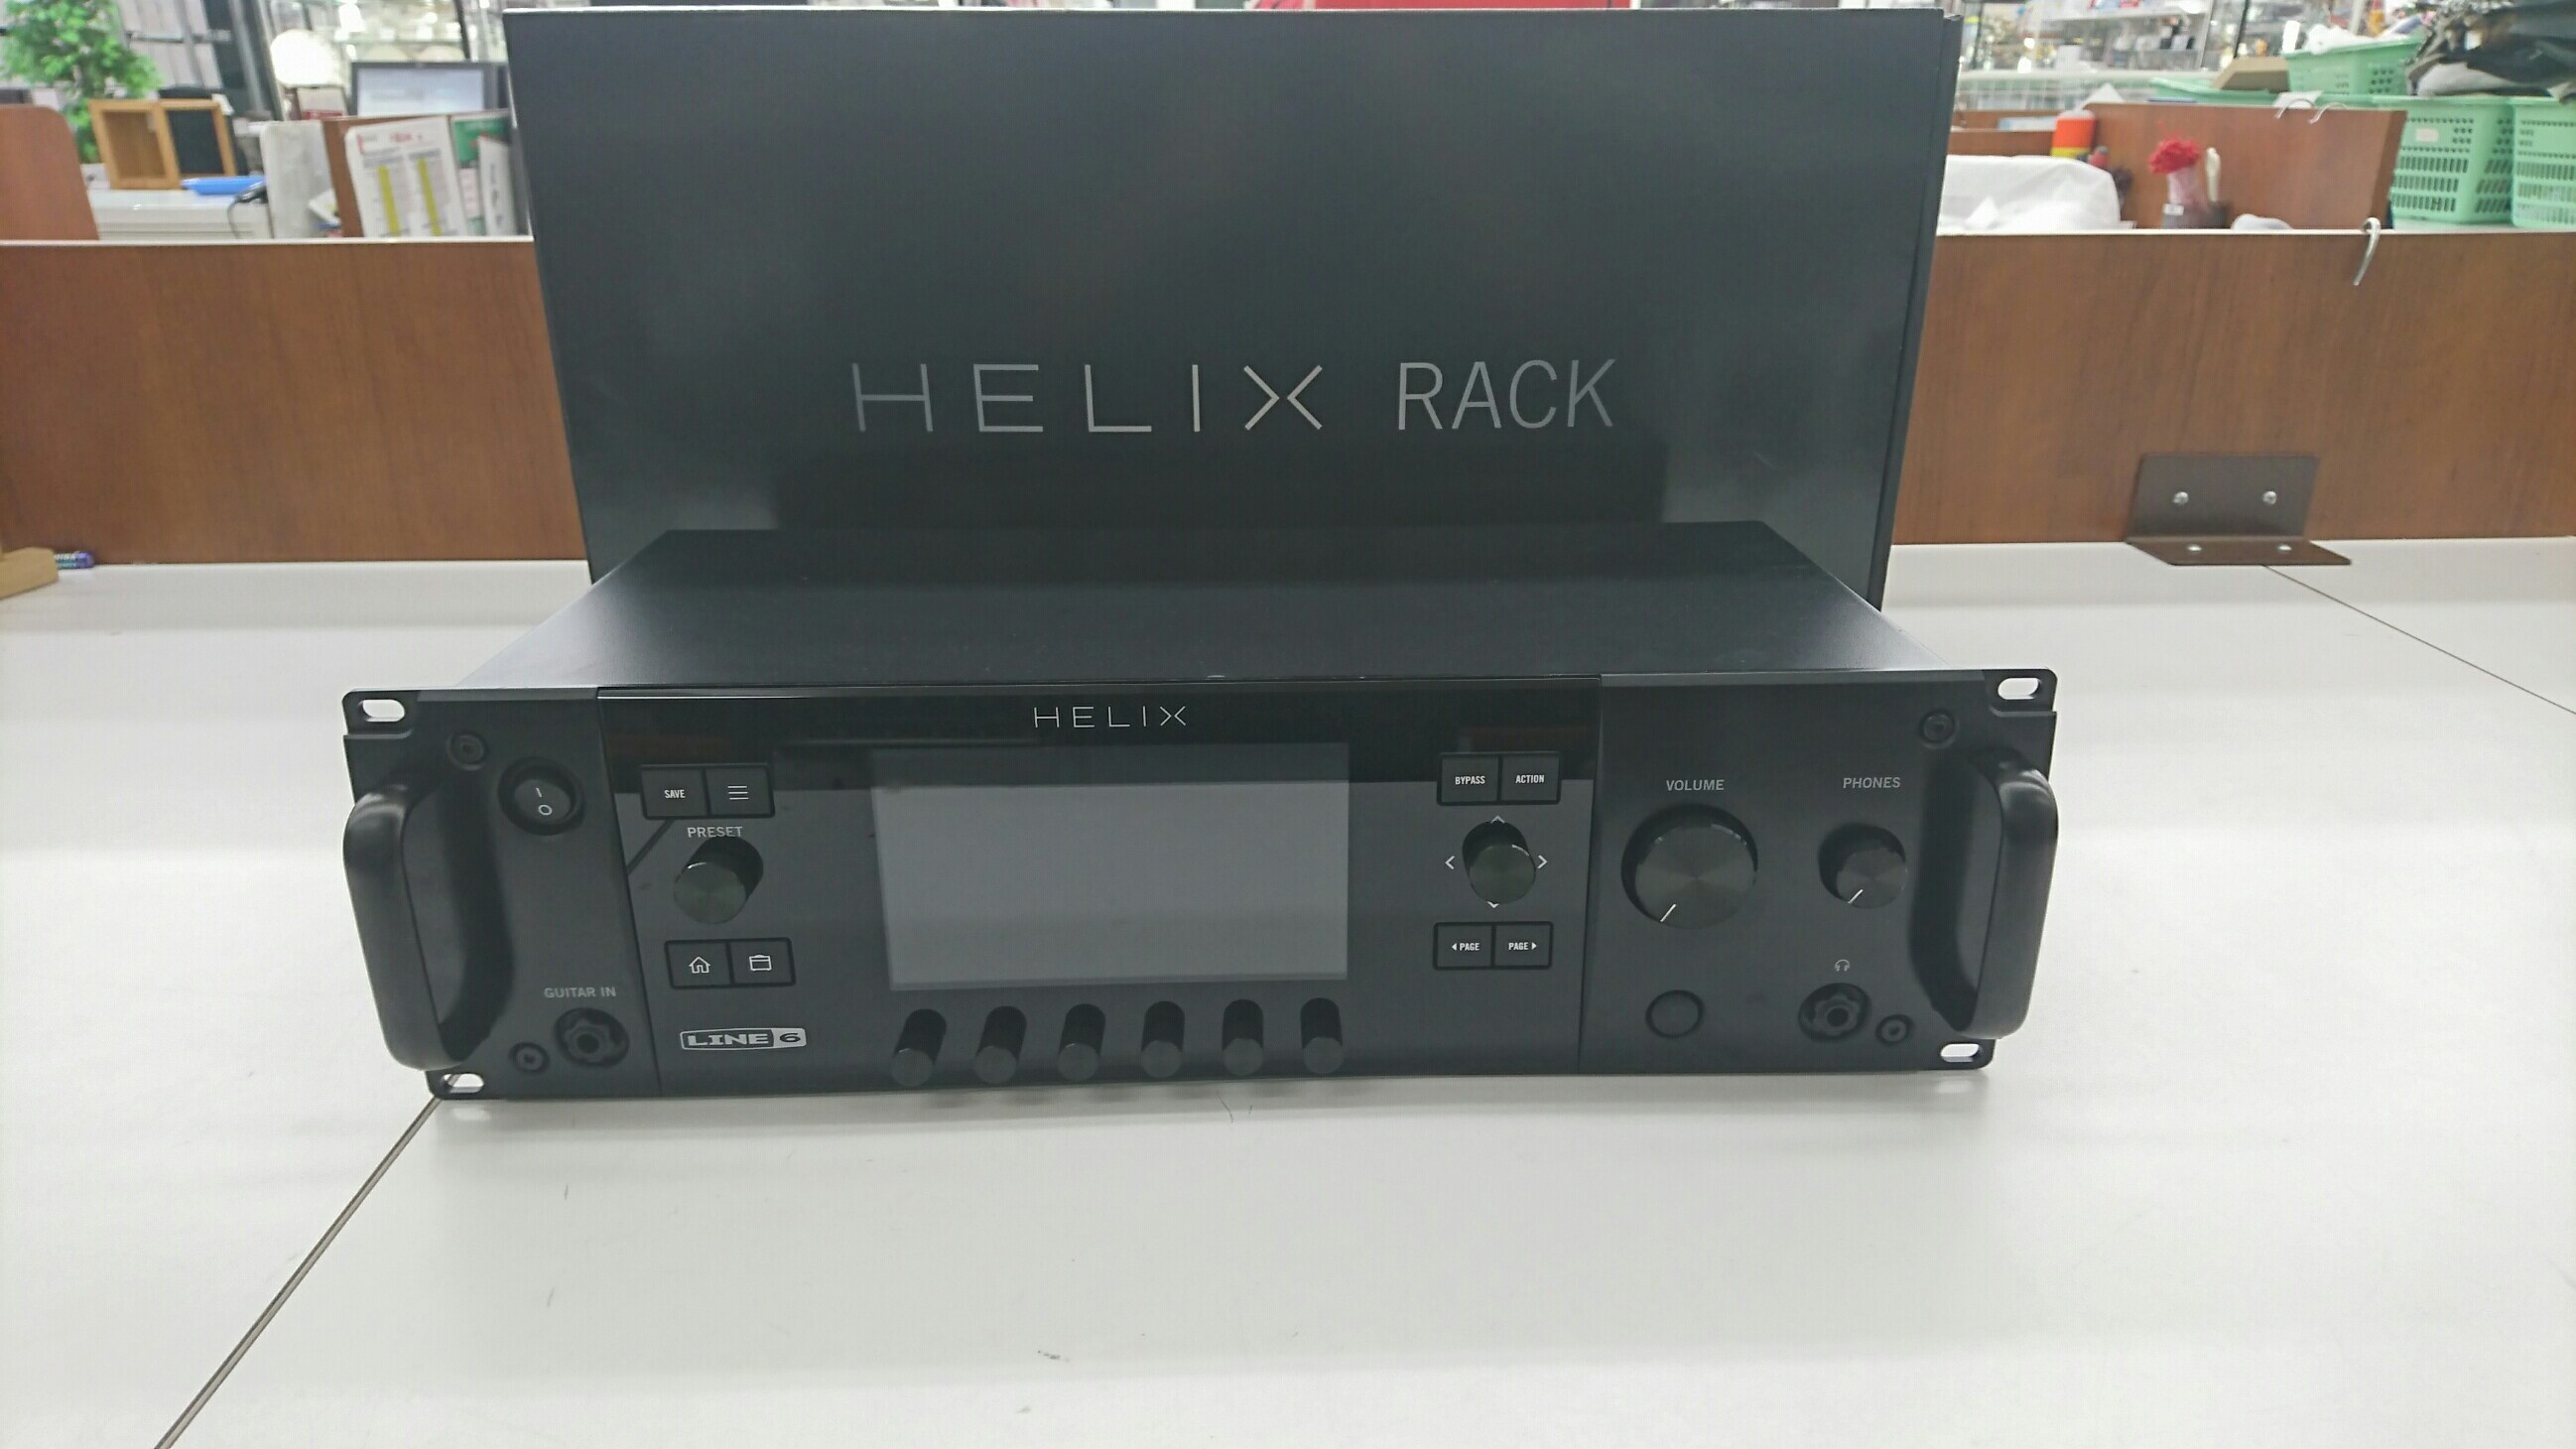 HELIX RACK
HELIX
SAVE
PRESET
BYPASS
ACTION
PAGE
PAGE
VOLUME
PHONES
GUITAR IN
LINE 6